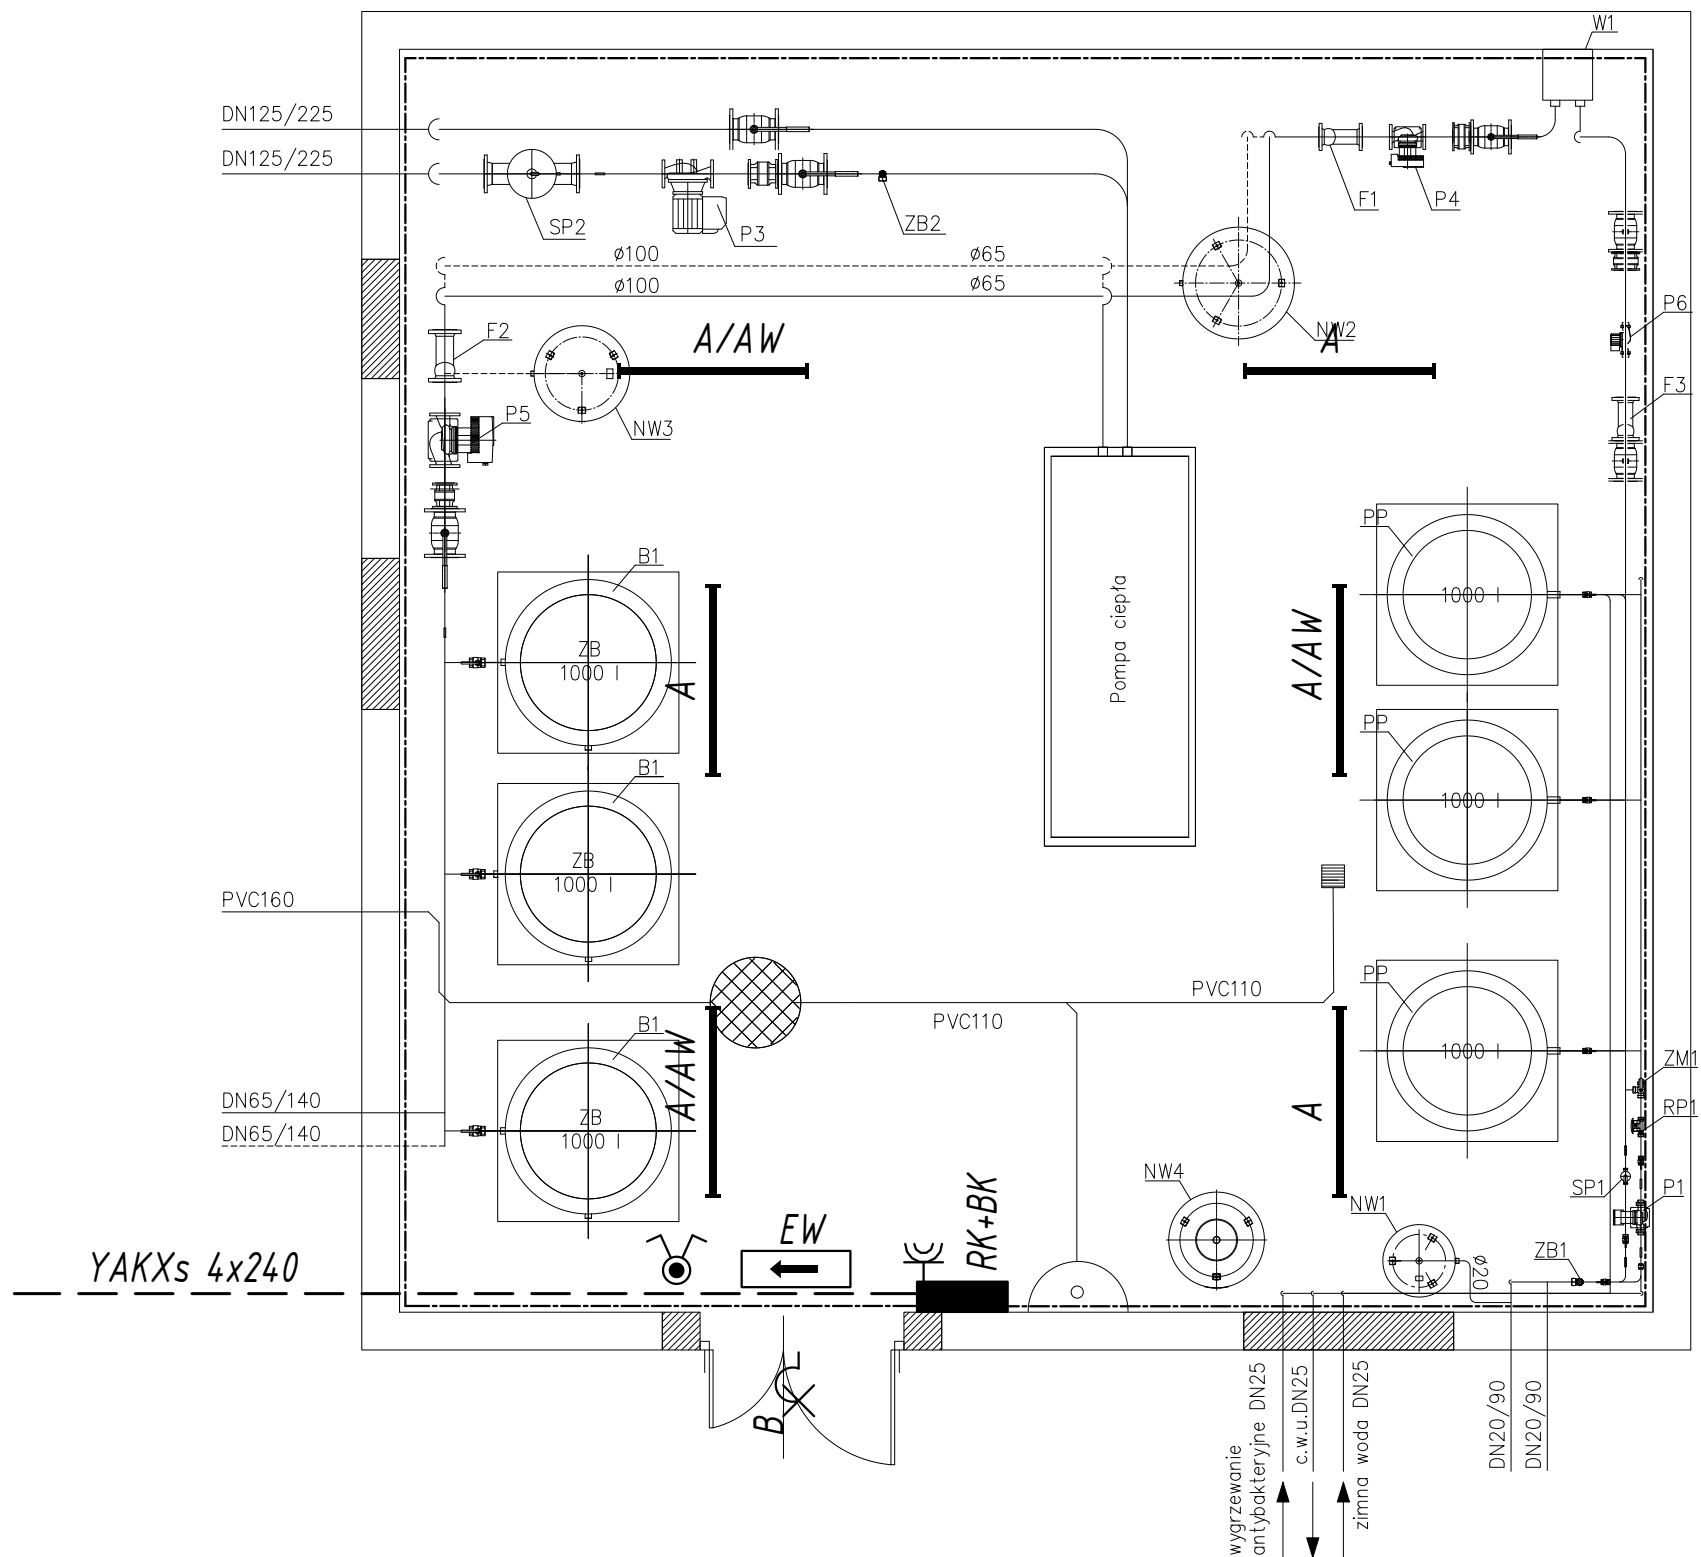 W1
DN125/225
DN125/225
SP2
P3
ZB2
F1
P4
ø100
ø65
ø100
ø65
NW2
P6
F2
A/AW
A
F3
P5
NW3
PP
1000 l
B1
ZB
1000 l
A
Pompa ciepła
A/AW
PP
1000 l
B1
ZB
1000 l
PVC160
PVC110
PVC110
PP
1000 l
B1
ZB
1000 l
A/AW
A
ZM1
RP1
DN65/140
DN65/140
NW4
SP1
P1
NW1
ZB1
ø20
EW
RK+BK
YAKXs 4x240
B
wygrzewanie
antybakteryjne DN25
c.w.u.DN25
zimna woda DN25
DN20/90
DN20/90